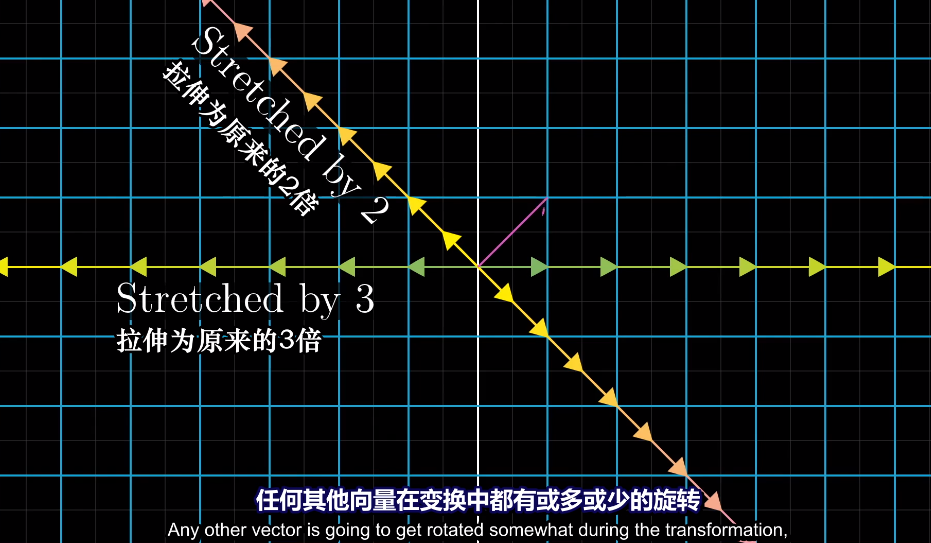 Stretched by 2
拉伸为原来的2倍
Stretched by 3
拉伸为原来的3倍
任何其他向量在变换中都有或多或少的旋转
Any other vector is going to get rotated somewhat during the transformation,